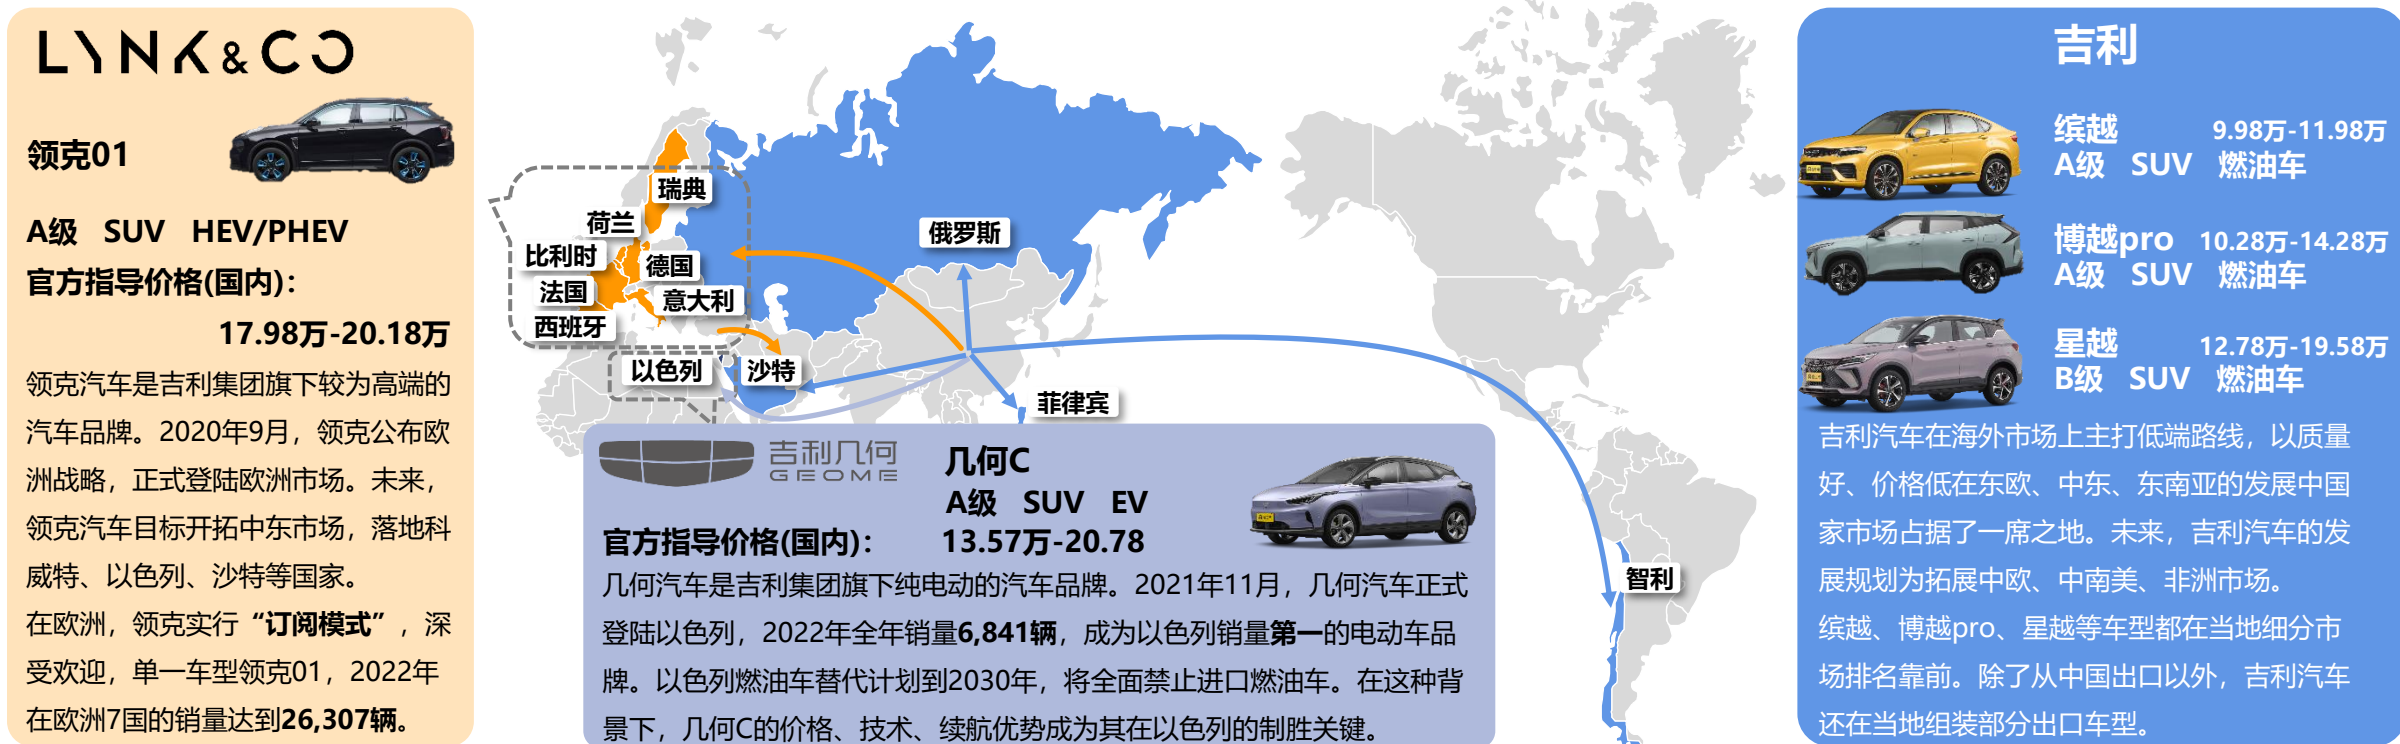 LYNK & CO
领克01
A级 SUV HEV/PHEV
官方指导价格(国内)：
17.98万-20.18万
领克汽车是吉利集团旗下较为高端的
汽车品牌。2020年9月，领克公布欧
洲战略，正式登陆欧洲市场。未来，
领克汽车目标开拓中东市场，落地科
威特、以色列、沙特等国家。
在欧洲，领克实行“订阅模式”，深
受欢迎，单一车型领克01，2022年
在欧洲7国的销量达到26,307辆。
瑞典
荷兰
比利时
德国
法国
意大利
西班牙
以色列
沙特
俄罗斯
菲律宾
智利
吉利几何
GEOME
几何C
A级 SUV EV
官方指导价格(国内)： 13.57万-20.78
几何汽车是吉利集团旗下纯电动的汽车品牌。2021年11月，几何汽车正式
登陆以色列，2022年全年销量6,841辆，成为以色列销量第一的电动车品
牌。以色列燃油车替代计划到2030年，将全面禁止进口燃油车。在这种背
景下，几何C的价格、技术、续航优势成为其在以色列的制胜关键。
吉利
缤越 9.98万-11.98万
A级 SUV 燃油车
博越pro 10.28万-14.28万
A级 SUV 燃油车
星越 12.78万-19.58万
B级 SUV 燃油车
吉利汽车在海外市场上主打低端路线，以质量
好、价格低在东欧、中东、东南亚的发展中国
家市场占据了一席之地。未来，吉利汽车的发
展规划为拓展中欧、中南美、非洲市场。
缤越、博越pro、星越等车型都在当地细分市
场排名靠前。除了从中国出口以外，吉利汽车
还在当地组装部分出口车型。